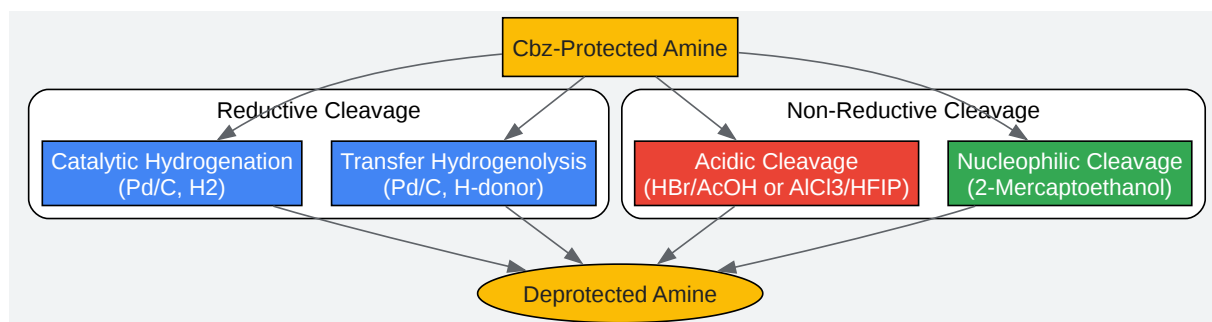 Cbz-Protected Amine
Reductive Cleavage
Non-Reductive Cleavage
Catalytic Hydrogenation
(Pd/C, H2)
Transfer Hydrogenolysis
(Pd/C, H-donor)
Acidic Cleavage
(HBr/AcOH or AlCl3/HFIP)
Nucleophilic Cleavage
(2-Mercaptoethanol)
Deprotected Amine